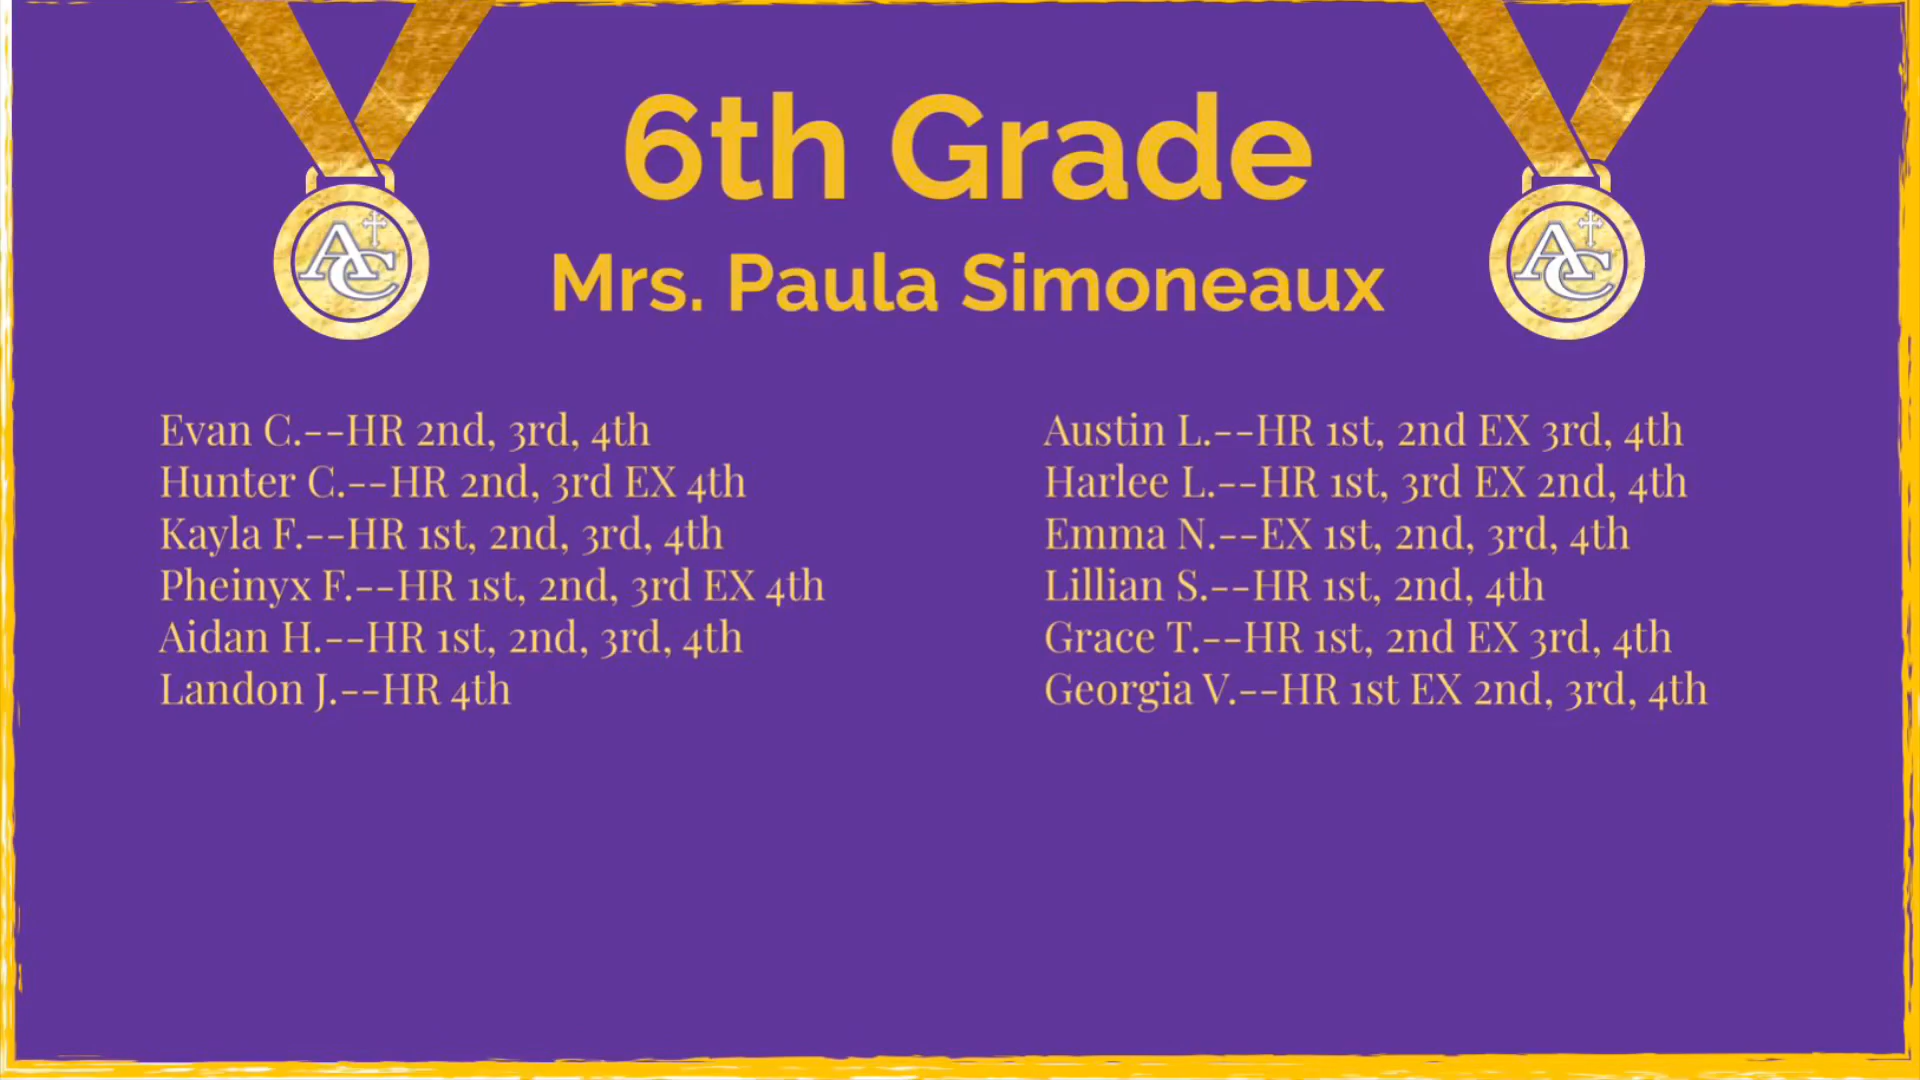 6th Grade
Mrs. Paula Simoneaux
AC
AC
Evan C.--HR 2nd, 3rd, 4th
Hunter C.--HR 2nd, 3rd EX 4th
Kayla F.--HR 1st, 2nd, 3rd, 4th
Pheinyx F.--HR 1st, 2nd, 3rd EX 4th
Aidan H.--HR 1st, 2nd, 3rd, 4th
Landon J.--HR 4th
Austin L.--HR 1st, 2nd EX 3rd, 4th
Harlee L.--HR 1st, 3rd EX 2nd, 4th
Emma N.--EX 1st, 2nd, 3rd, 4th
Lillian S.--HR 1st, 2nd, 4th
Grace T.--HR 1st, 2nd EX 3rd, 4th
Georgia V.--HR 1st EX 2nd, 3rd, 4th